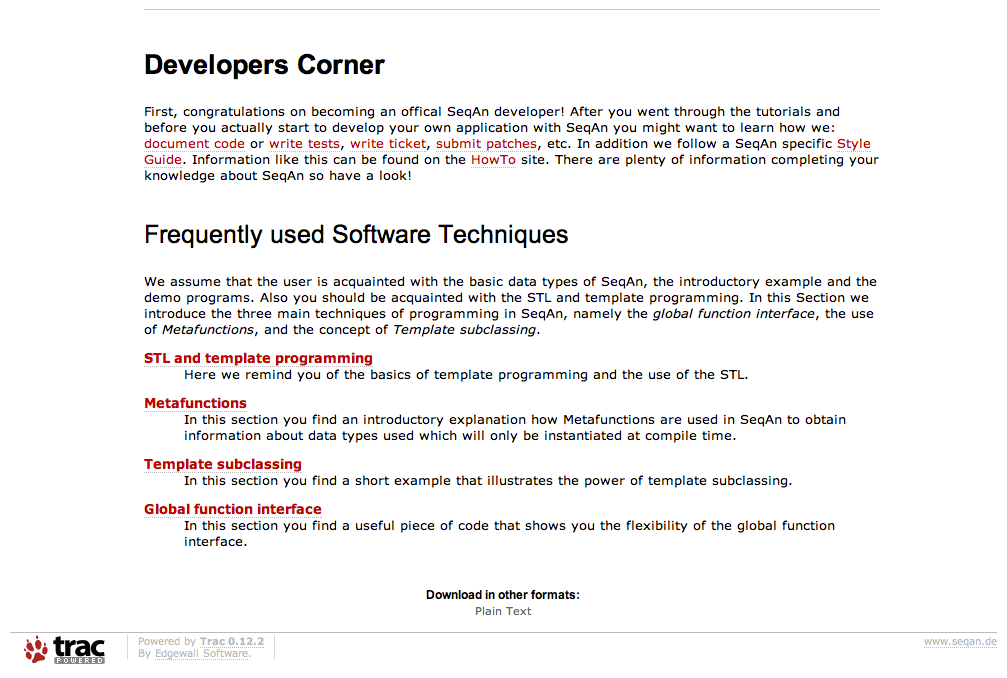 Developers Corner
First, congratulations on becoming an offical SeqAn developer! After you went through the tutorials and
before you actually start to develop your own application with SeqAn you might want to learn how we:
document code or write tests, write ticket, submit patches, etc. In addition we follow a SeqAn specific Style
Guide. Information like this can be found on the HowTo site. There are plenty of information completing your
knowledge about SeqAn so have a look!
Frequently used Software Techniques
We assume that the user is acquainted with the basic data types of SeqAn, the introductory example and the
demo programs. Also you should be acquainted with the STL and template programming. In this Section we
introduce the three main techniques of programming in SeqAn, namely the global function interface, the use
of Metafunctions, and the concept of Template subclassing.
STL and template programming
Here we remind you of the basics of template programming and the use of the STL.
Metafunctions
In this section you find an introductory explanation how Metafunctions are used in SeqAn to obtain
information about data types used which will only be instantiated at compile time.
Template subclassing
In this section you find a short example that illustrates the power of template subclassing.
Global function interface
In this section you find a useful piece of code that shows you the flexibility of the global function
interface.
Download in other formats:
Plain Text
trac
POWERED
Powered by Trac 0.12.2
By Edgewall Software.
www.seqan.de